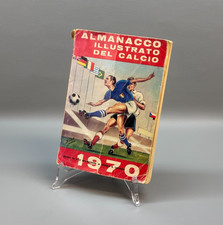 ALMANACCO
ILLUSTRATO
DEL CALCIO
1970